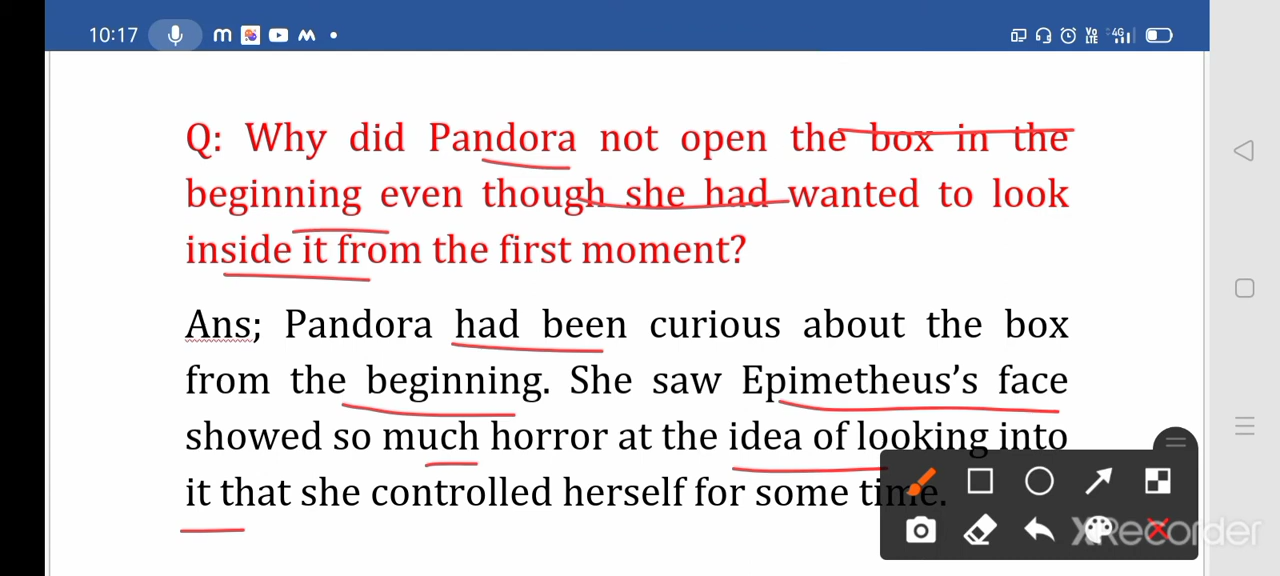 10:17
Vo LTE 4G
Q: Why did Pandora not open the box in the
beginning even though she had wanted to look
inside it from the first moment?
Ans; Pandora had been curious about the box
from the beginning. She saw Epimetheus’s face
showed so much horror at the idea of looking into
it that she controlled herself for some time.
XRecorder